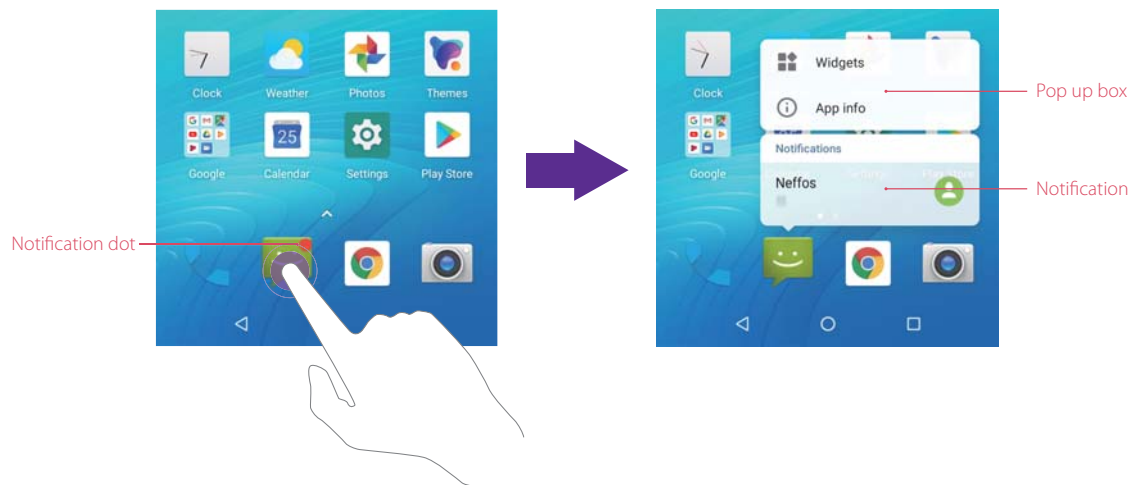 Clock Weather Photos Themes
25
Google Calendar Settings Play Store
Notification dot
Clock
Widgets
App info
Pop up box
Notifications
Google
Neffos
Notification